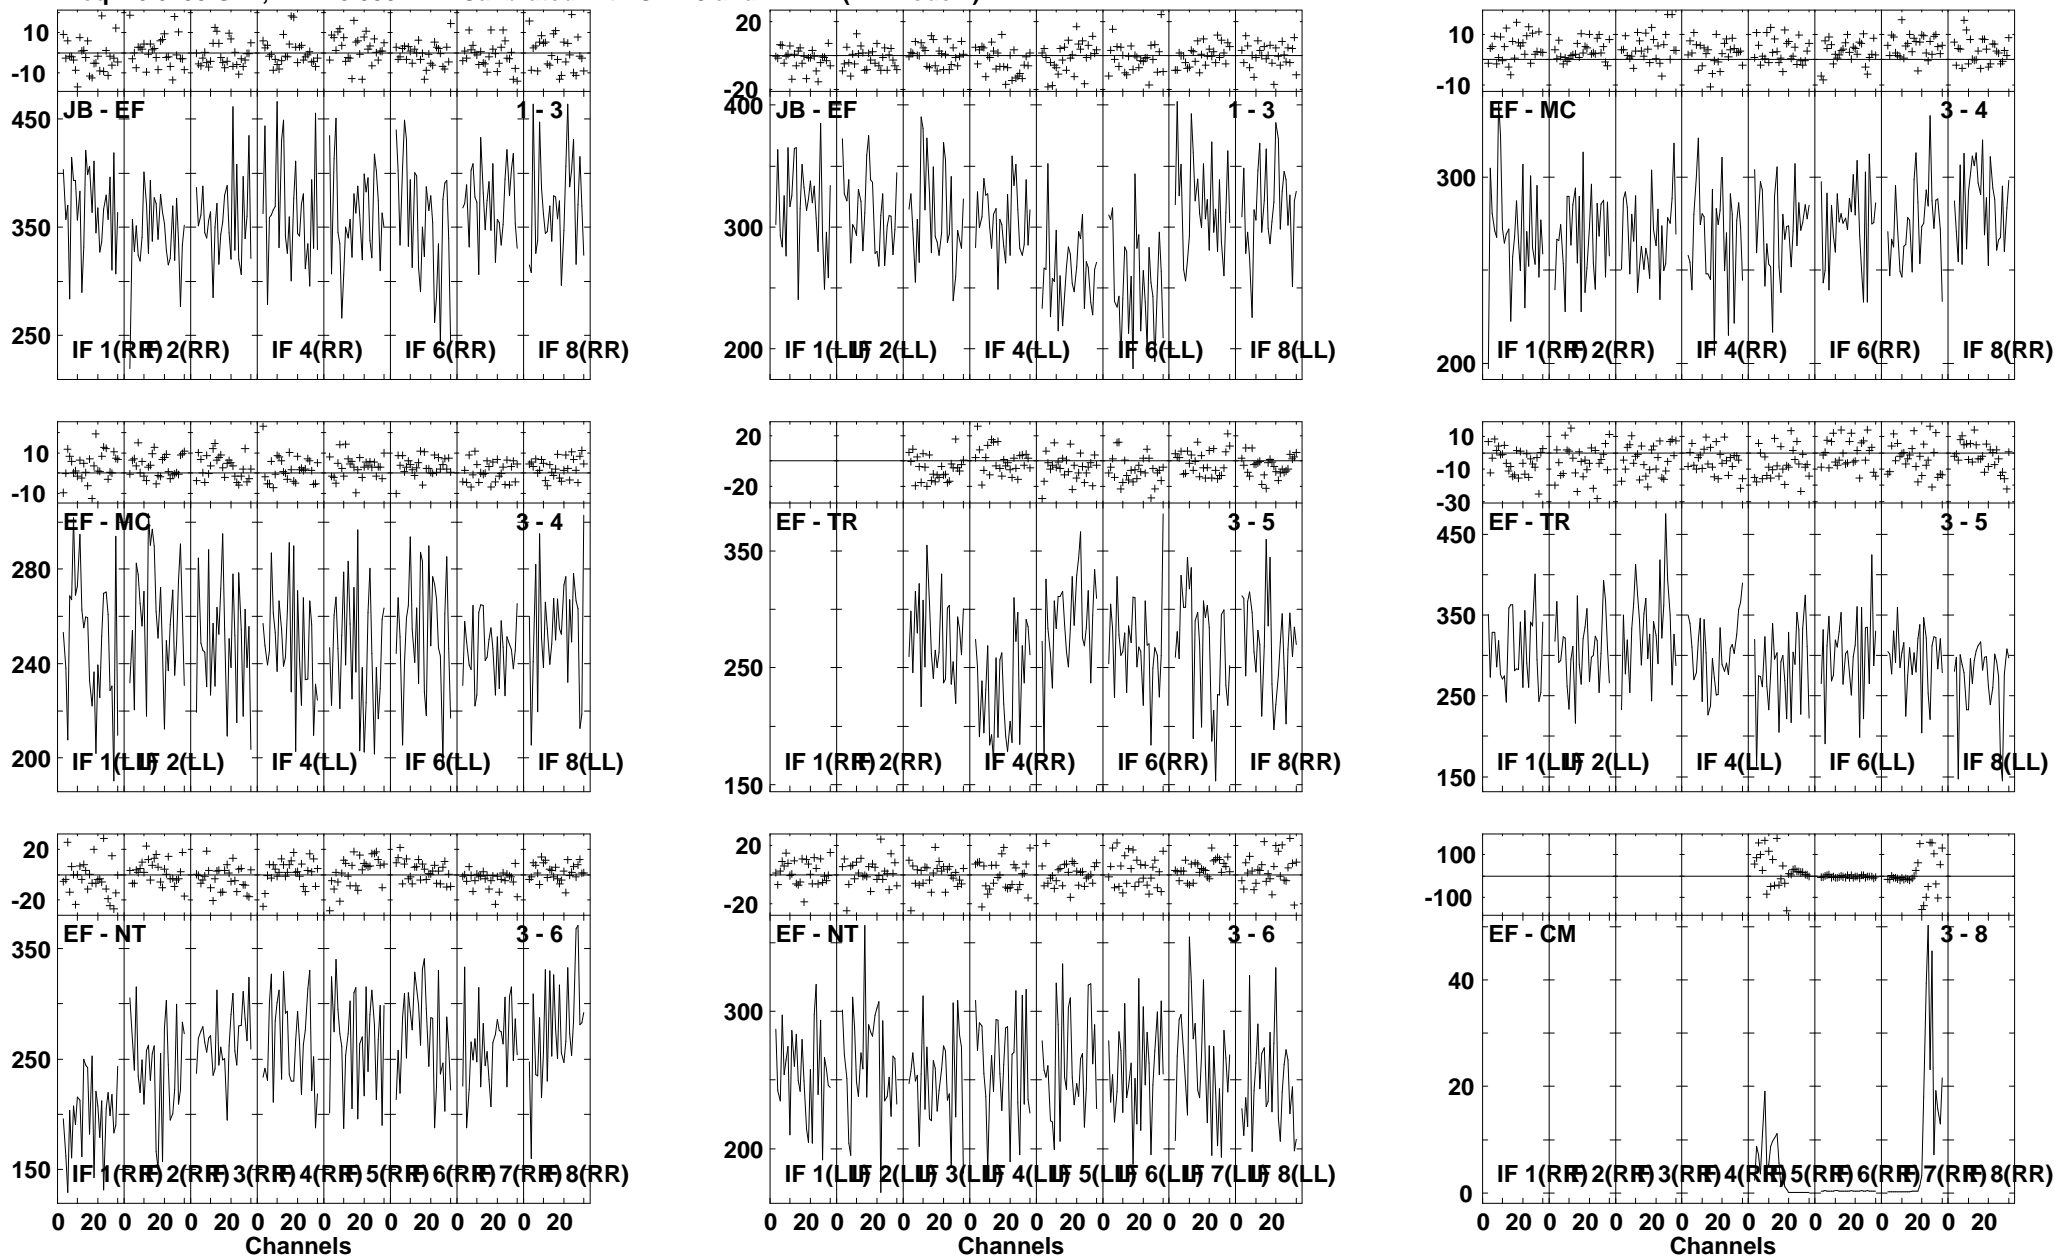 10
-10
JB - EF 1 - 3
450
350
250
IF 1(RR) IF 2(RR) IF 4(RR) IF 6(RR) IF 8(RR)
20
-20
JB - EF 1 - 3
400
300
200
IF 1(LL) IF 2(LL) IF 4(LL) IF 6(LL) IF 8(LL)
10
-10
EF - MC 3 - 4
300
200
IF 1(RR) IF 2(RR) IF 4(RR) IF 6(RR) IF 8(RR)
10
-10
EF - MC 3 - 4
280
240
200
IF 1(LL) IF 2(LL) IF 4(LL) IF 6(LL) IF 8(LL)
20
-20
EF - TR 3 - 5
350
250
150
IF 1(RR) IF 2(RR) IF 4(RR) IF 6(RR) IF 8(RR)
10
-10
-30
EF - TR 3 - 5
450
350
250
150
IF 1(LL) IF 2(LL) IF 4(LL) IF 6(LL) IF 8(LL)
20
-20
EF - NT 3 - 6
350
250
150
IF 1(RR) IF 2(RR) IF 3(RR) IF 4(RR) IF 5(RR) IF 6(RR) IF 7(RR) IF 8(RR)
0 20 0 20 0 20 0 20 0 20 0 20 0 20 0 20
Channels
20
-20
EF - NT 3 - 6
300
200
IF 1(LL) IF 2(LL) IF 3(LL) IF 4(LL) IF 5(LL) IF 6(LL) IF 7(LL) IF 8(LL)
0 20 0 20 0 20 0 20 0 20 0 20 0 20 0 20
Channels
100
-100
EF - CM 3 - 8
40
20
0
IF 1(RR) IF 2(RR) IF 3(RR) IF 4(RR) IF 5(RR) IF 6(RR) IF 7(RR) IF 8(RR)
0 20 0 20 0 20 0 20 0 20 0 20 0 20 0 20
Channels